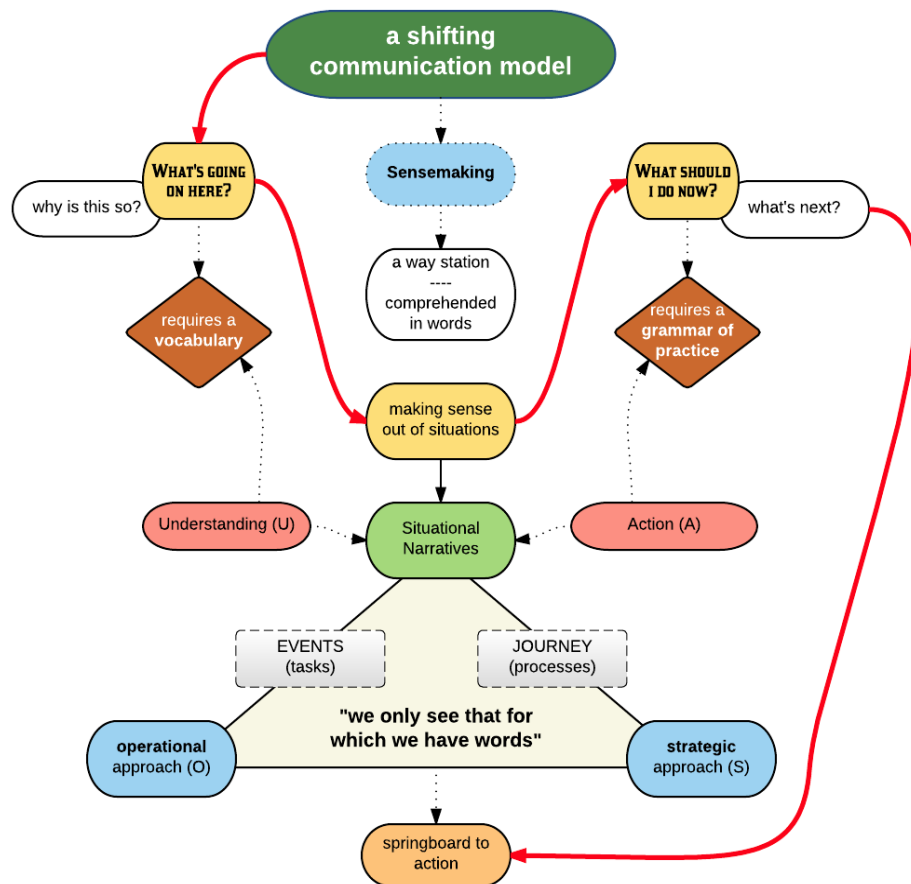 a shifting
communication model
WHAT'S GOING
ON HERE?
why is this so?
Sensemaking
WHAT SHOULD
I DO NOW?
what's next?
a way station
----
comprehended
in words
requires a
vocabulary
requires a
grammar of
practice
making sense
out of situations
Understanding (U)
Situational
Narratives
Action (A)
EVENTS
(tasks)
JOURNEY
(processes)
"we only see that for
which we have words"
operational
approach (O)
strategic
approach (S)
springboard to
action